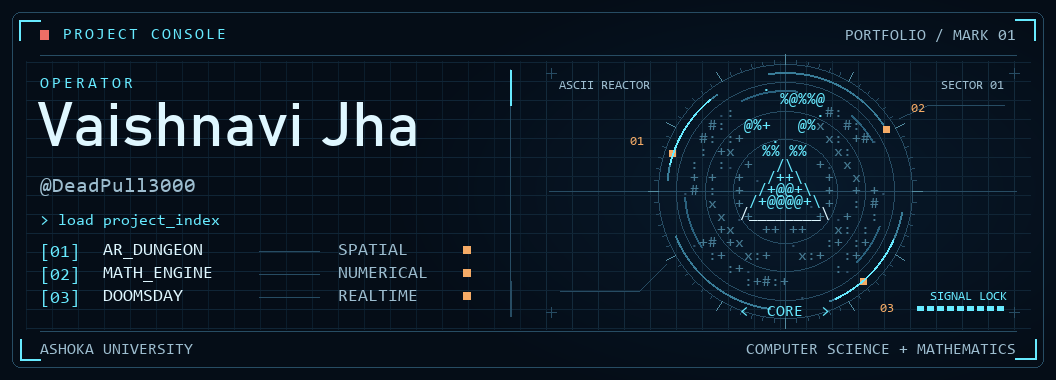 PROJECT CONSOLE
PORTFOLIO / MARK 01
OPERATOR
Vaishnavi Jha
@DeadPull3000
> load project_index
[01] AR_DUNGEON SPATIAL
[02] MATH_ENGINE NUMERICAL
[03] DOOMSDAY REALTIME
ASCII REACTOR
SECTOR 01
01
02
03
< CORE >
SIGNAL LOCK
ASHOKA UNIVERSITY
COMPUTER SCIENCE + MATHEMATICS